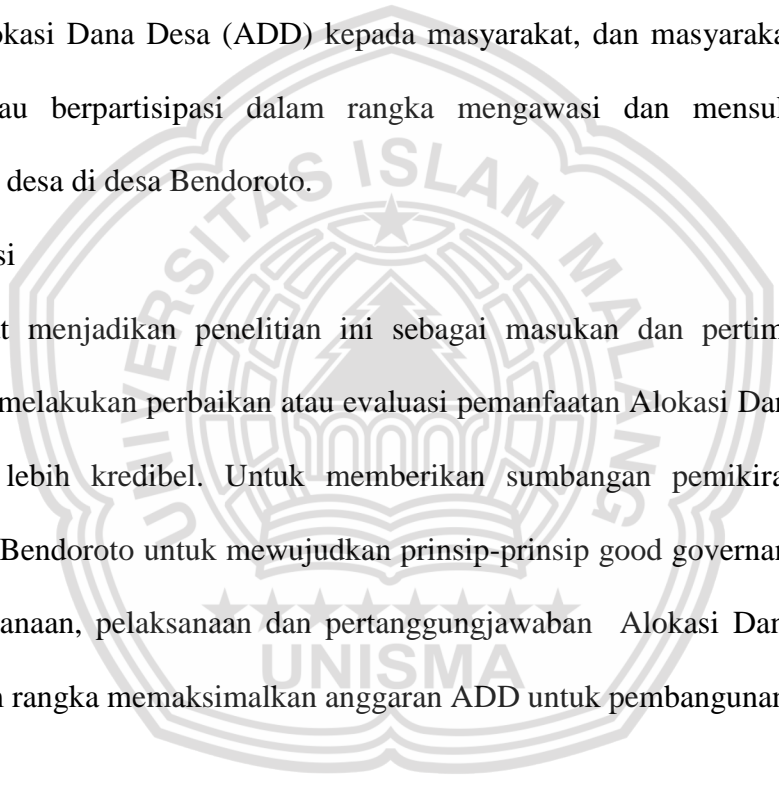 okasi Dana Desa (ADD) kepada masyarakat, dan masyaraka
au berpartisipasi dalam rangka mengawasi dan mensul
desa di desa Bendoroto.
si
at menjadikan penelitian ini sebagai masukan dan pertim
melakukan perbaikan atau evaluasi pemanfaatan Alokasi Dan
lebih kredibel. Untuk memberikan sumbangan pemikira
Bendoroto untuk mewujudkan prinsip-prinsip good governan
anaan, pelaksanaan dan pertanggungjawaban Alokasi Dan
rangka memaksimalkan anggaran ADD untuk pembangunan
UNIVERSITAS ISLAM MALANG
UNISMA